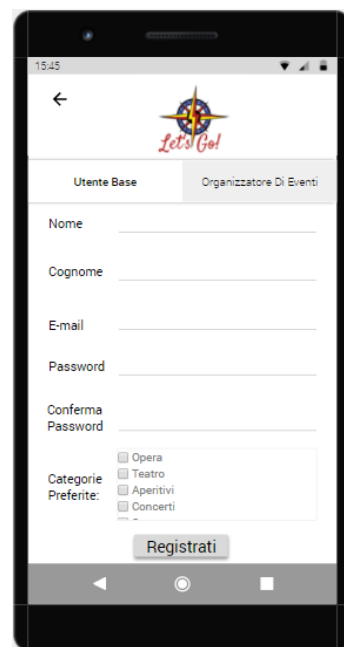 15:45
Let's Go!
Utente Base
Organizzatore Di Eventi
Nome
Cognome
E-mail
Password
Conferma
Password
Categorie
Preferite:
Opera
Teatro
Aperitivi
Concerti
Registrati